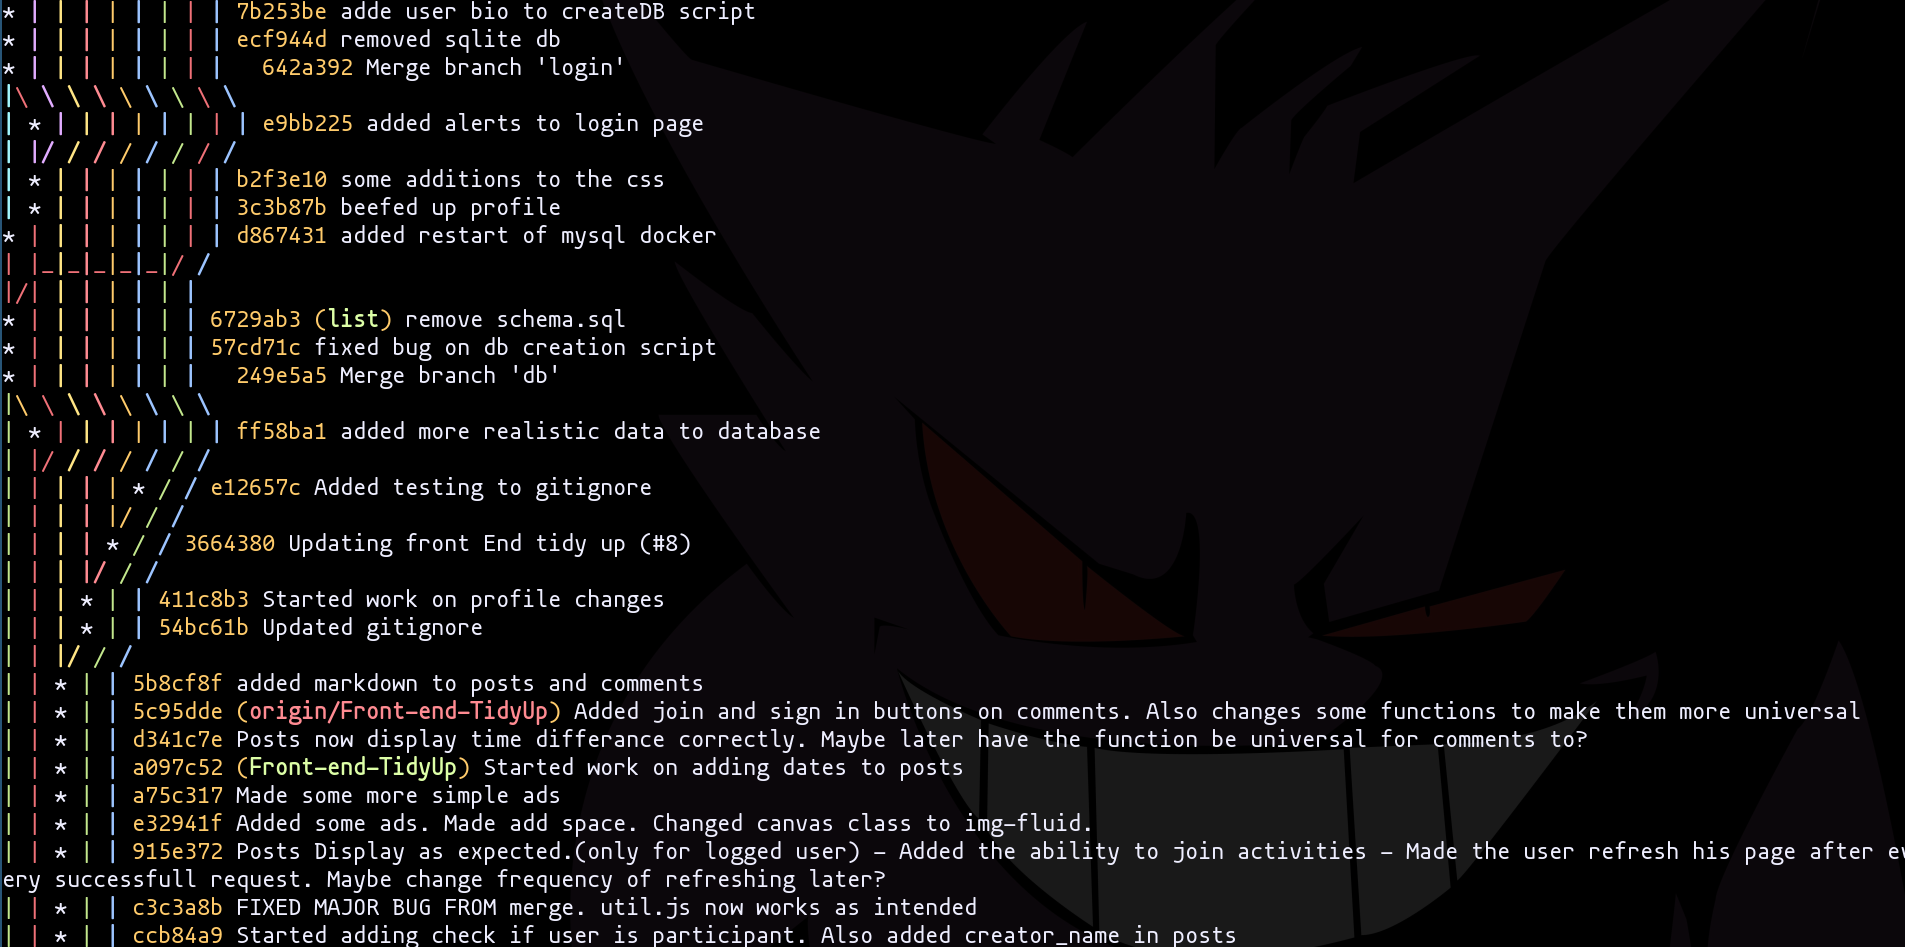 * | | | | | | | | 7b253be adde user bio to createDB script
* | | | | | | | | ecf944d removed sqlite db
* | | | | | | | |   642a392 Merge branch 'login'
|\ \ \ \ \ \ \ \ \
| * | | | | | | | | e9bb225 added alerts to login page
| |/ / / / / / / /
| * | | | | | | | b2f3e10 some additions to the css
| * | | | | | | | 3c3b87b beefed up profile
* | | | | | | | | d867431 added restart of mysql docker
| |_|_|_|_|_|/ /
|/| | | | | | |
* | | | | | | | 6729ab3 (list) remove schema.sql
* | | | | | | | 57cd71c fixed bug on db creation script
* | | | | | | |   249e5a5 Merge branch 'db'
|\ \ \ \ \ \ \ \
| * | | | | | | | ff58ba1 added more realistic data to database
| |/ / / / / / /
| | | | | * / / e12657c Added testing to gitignore
| | | | |/ / /
| | | | * / / 3664380 Updating front End tidy up (#8)
| | | |/ / /
| | | * | | 411c8b3 Started work on profile changes
| | | * | | 54bc61b Updated gitignore
| | |/ / /
| | * | | 5b8cf8f added markdown to posts and comments
| | * | | 5c95dde (origin/Front-end-TidyUp) Added join and sign in buttons on comments. Also changes some functions to make them more universal
| | * | | d341c7e Posts now display time differance correctly. Maybe later have the function be universal for comments to?
| | * | | a097c52 (Front-end-TidyUp) Started work on adding dates to posts
| | * | | a75c317 Made some more simple ads
| | * | | e32941f Added some ads. Made add space. Changed canvas class to img-fluid.
| | * | | 915e372 Posts Display as expected.(only for logged user) - Added the ability to join activities - Made the user refresh his page after ev
ery successfull request. Maybe change frequency of refreshing later?
| | * | | c3c3a8b FIXED MAJOR BUG FROM merge. util.js now works as intended
| | * | | ccb84a9 Started adding check if user is participant. Also added creator_name in posts